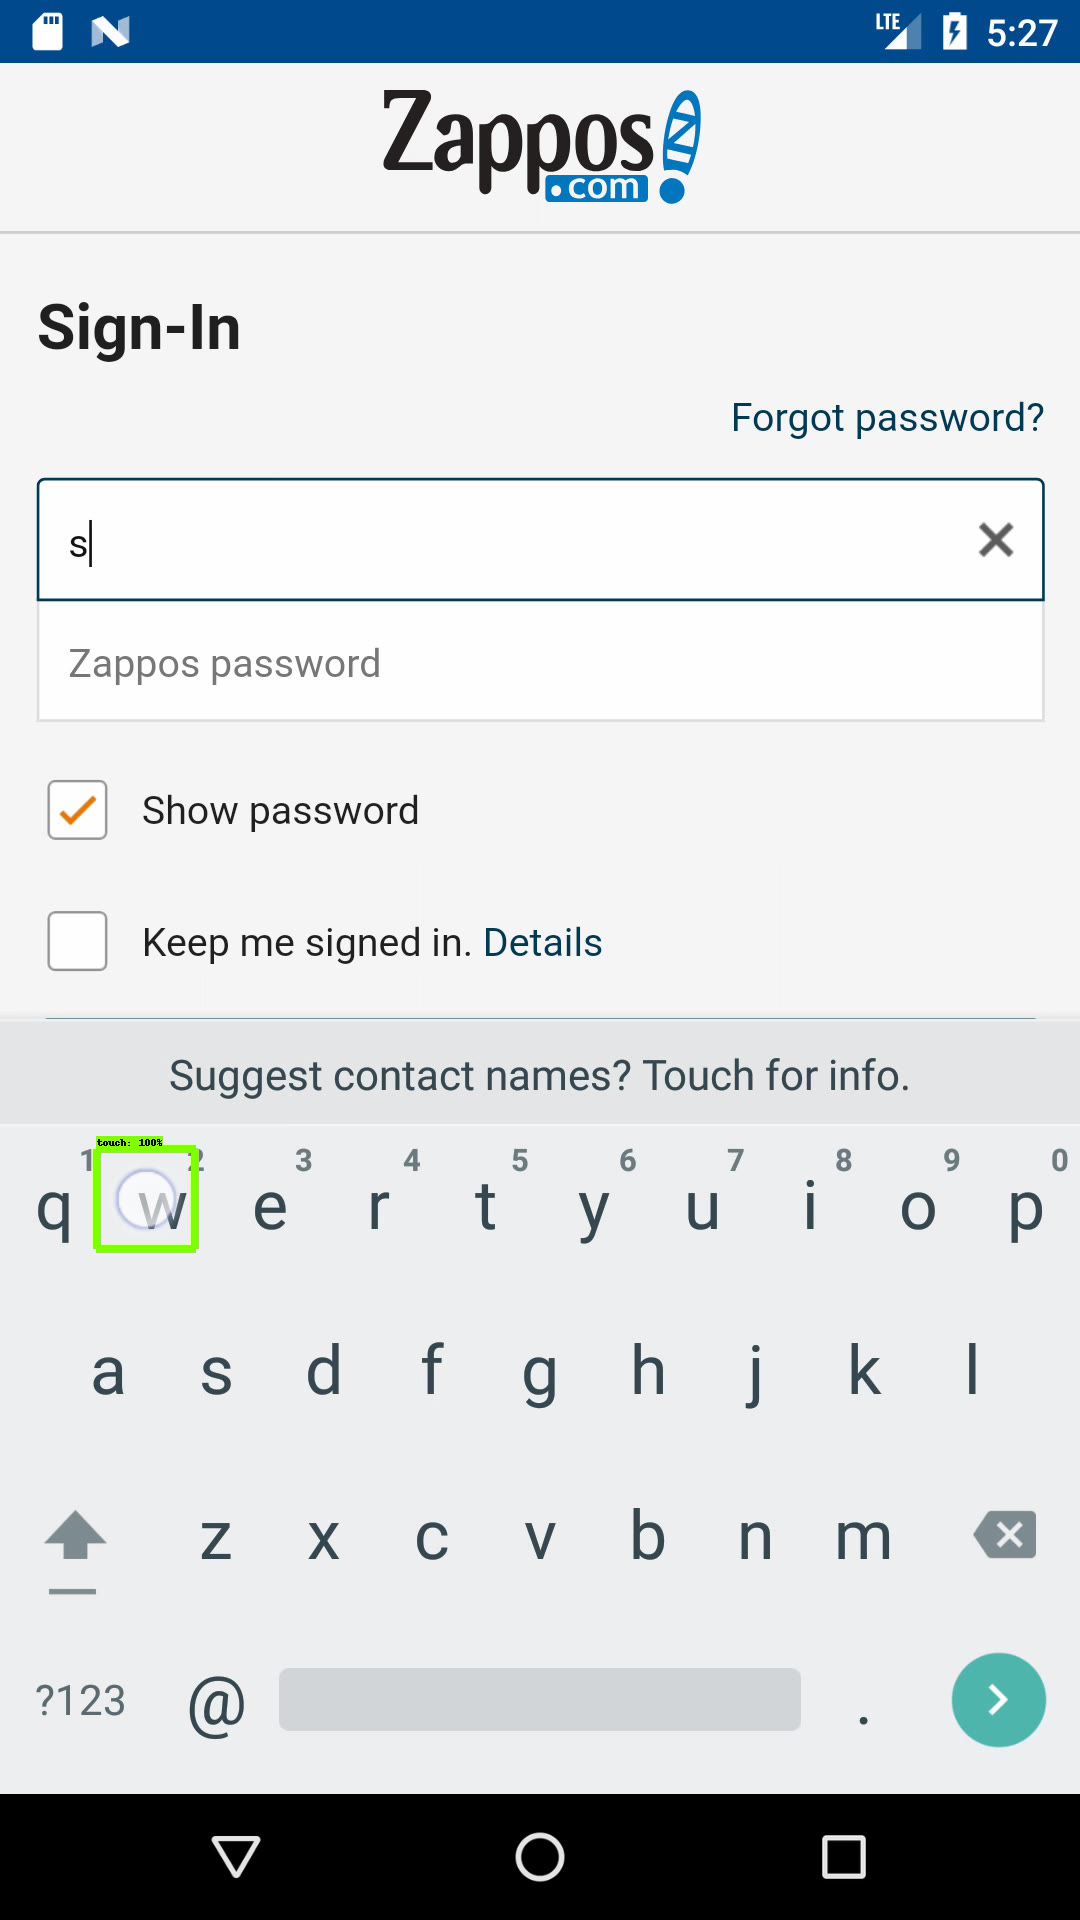 LTE 5:27
Zappos
.com
Sign-In
Forgot password?
s
Zappos password
Show password
Keep me signed in. Details
Suggest contact names? Touch for info.
touch: 100%
1 2 3 4 5 6 7 8 9 0
q w e r t y u i o p
a s d f g h j k l
z x c v b n m
?123 @ .